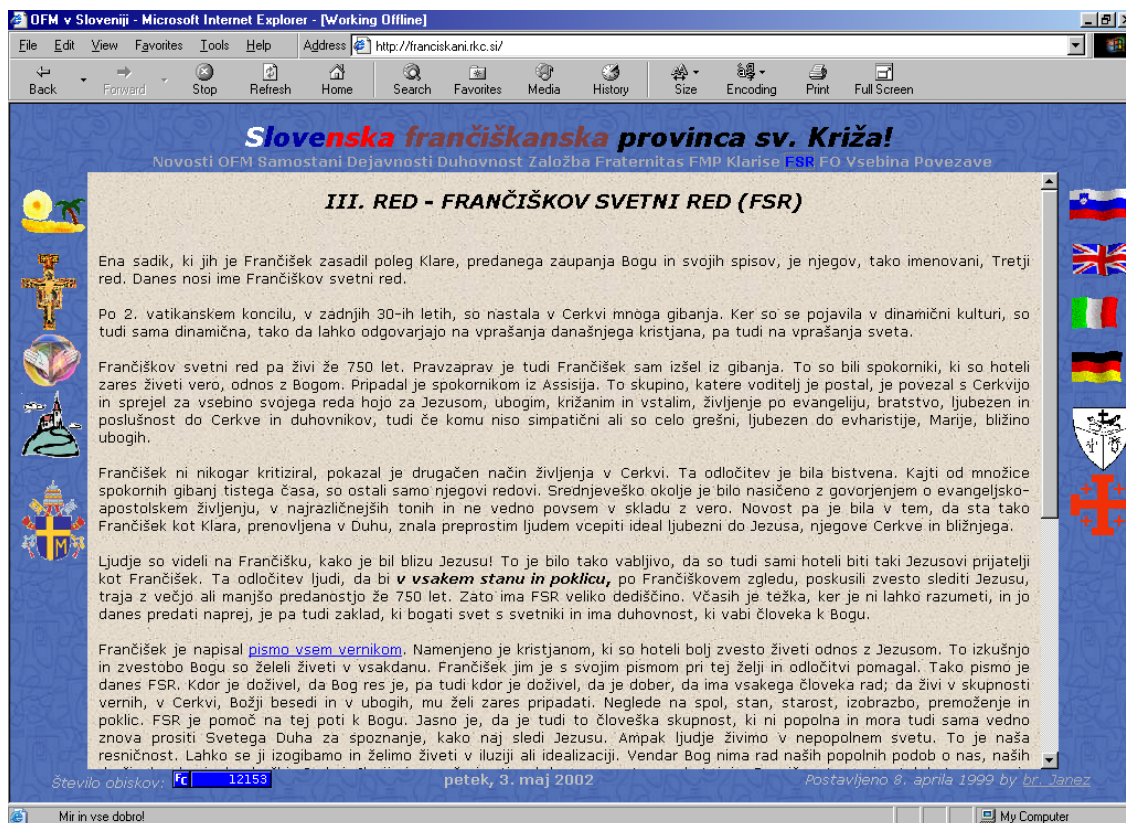 OFM v Sloveniji - Microsoft Internet Explorer - [Working Offline]
File Edit View Favorites Tools Help Address http://franciskani.rkc.si/
Back Forward Stop Refresh Home Search Favorites Media History Size Encoding Print Full Screen
Slovenska frančiškanska provinca sv. Križa!
Novosti OFM Samostani Dejavnosti Duhovnost Založba Fraternitas FMP Klarise FSR FO Vsebina Povezave
III. RED - FRANČIŠKOV SVETNI RED (FSR)
Ena sadik, ki jih je Frančišek zasadil poleg Klare, predanega zaupanja Bogu in svojih spisov, je njegov, tako imenovani, Tretji
red. Danes nosi ime Frančiškov svetni red.
Po 2. vatikanskem koncilu, v zadnjih 30-ih letih, so nastala v Cerkvi mnoga gibanja. Ker so se pojavila v dinamični kulturi, so
tudi sama dinamična, tako da lahko odgovarjajo na vprašanja današnjega kristjana, pa tudi na vprašanja sveta.
Frančiškov svetni red pa živi že 750 let. Pravzaprav je tudi Frančišek sam izšel iz gibanja. To so bili spokorniki, ki so hoteli
zares živeti vero, odnos z Bogom. Pripadal je spokornikom iz Assisija. To skupino, katere voditelj je postal, je povezal s Cerkvijo
in sprejel za vsebino svojega reda hojo za Jezusom, ubogim, križanim in vstalim, življenje po evangeliju, bratstvo, ljubezen in
poslušnost do Cerkve in duhovnikov, tudi če komu niso simpatični ali so celo grešni, ljubezen do evharistije, Marije, bližino
ubogih.
Frančišek ni nikogar kritiziral, pokazal je drugačen način življenja v Cerkvi. Ta odločitev je bila bistvena. Kajti od množice
spokornih gibanj tistega časa, so ostali samo njegovi redovi. Srednjeveško okolje je bilo nasičeno z govorjenjem o evangeljsko-
apostolskem življenju, v najrazličnejših tonih in ne vedno povsem v skladu z vero. Novost pa je bila v tem, da sta tako
Frančišek kot Klara, prenovljena v Duhu, znala preprostim ljudem vcepiti ideal ljubezni do Jezusa, njegove Cerkve in bližnjega.
Ljudje so videli na Frančišku, kako je bil blizu Jezusu! To je bilo tako vabljivo, da so tudi sami hoteli biti taki Jezusovi prijatelji
kot Frančišek. Ta odločitev ljudi, da bi v vsakem stanu in poklicu, po Frančiškovem zgledu, poskusili zvesto slediti Jezusu,
traja z večjo ali manjšo predanostjo že 750 let. Zato ima FSR veliko dediščino. Včasih je težka, ker je ni lahko razumeti, in jo
danes predati naprej, je pa tudi zaklad, ki bogati svet s svetniki in ima duhovnost, ki vabi človeka k Bogu.
Frančišek je napisal pismo vsem vernikom. Namenjeno je kristjanom, ki so hoteli bolj zvesto živeti odnos z Jezusom. To izkušnjo
in zvestobo Bogu so želeli živeti v vsakdanu. Frančišek jim je s svojim pismom pri tej želji in odločitvi pomagal. Tako pismo je
danes FSR. Kdor je doživel, da Bog res je, pa tudi kdor je doživel, da je dober, da ima vsakega človeka rad; da živi v skupnosti
vernih, v Cerkvi, Božji besedi in v ubogih, mu želi zares pripadati. Neglede na spol, stan, starost, izobrazbo, premoženje in
poklic. FSR je pomoč na tej poti k Bogu. Jasno je, da je tudi to človeška skupnost, ki ni popolna in mora tudi sama vedno
znova prositi Svetega Duha za spoznanje, kako naj sledi Jezusu. Ampak ljudje živimo v nepopolnem svetu. To je naša
resničnost. Lahko se ji izogibamo in želimo živeti v iluziji ali idealizaciji. Vendar Bog nima rad naših popolnih podob o nas, naših
Število obiskov: Fc 12153 petek, 3. maj 2002 Postavljeno 8. aprila 1999 by br. Janez
Mir in vse dobro! My Computer